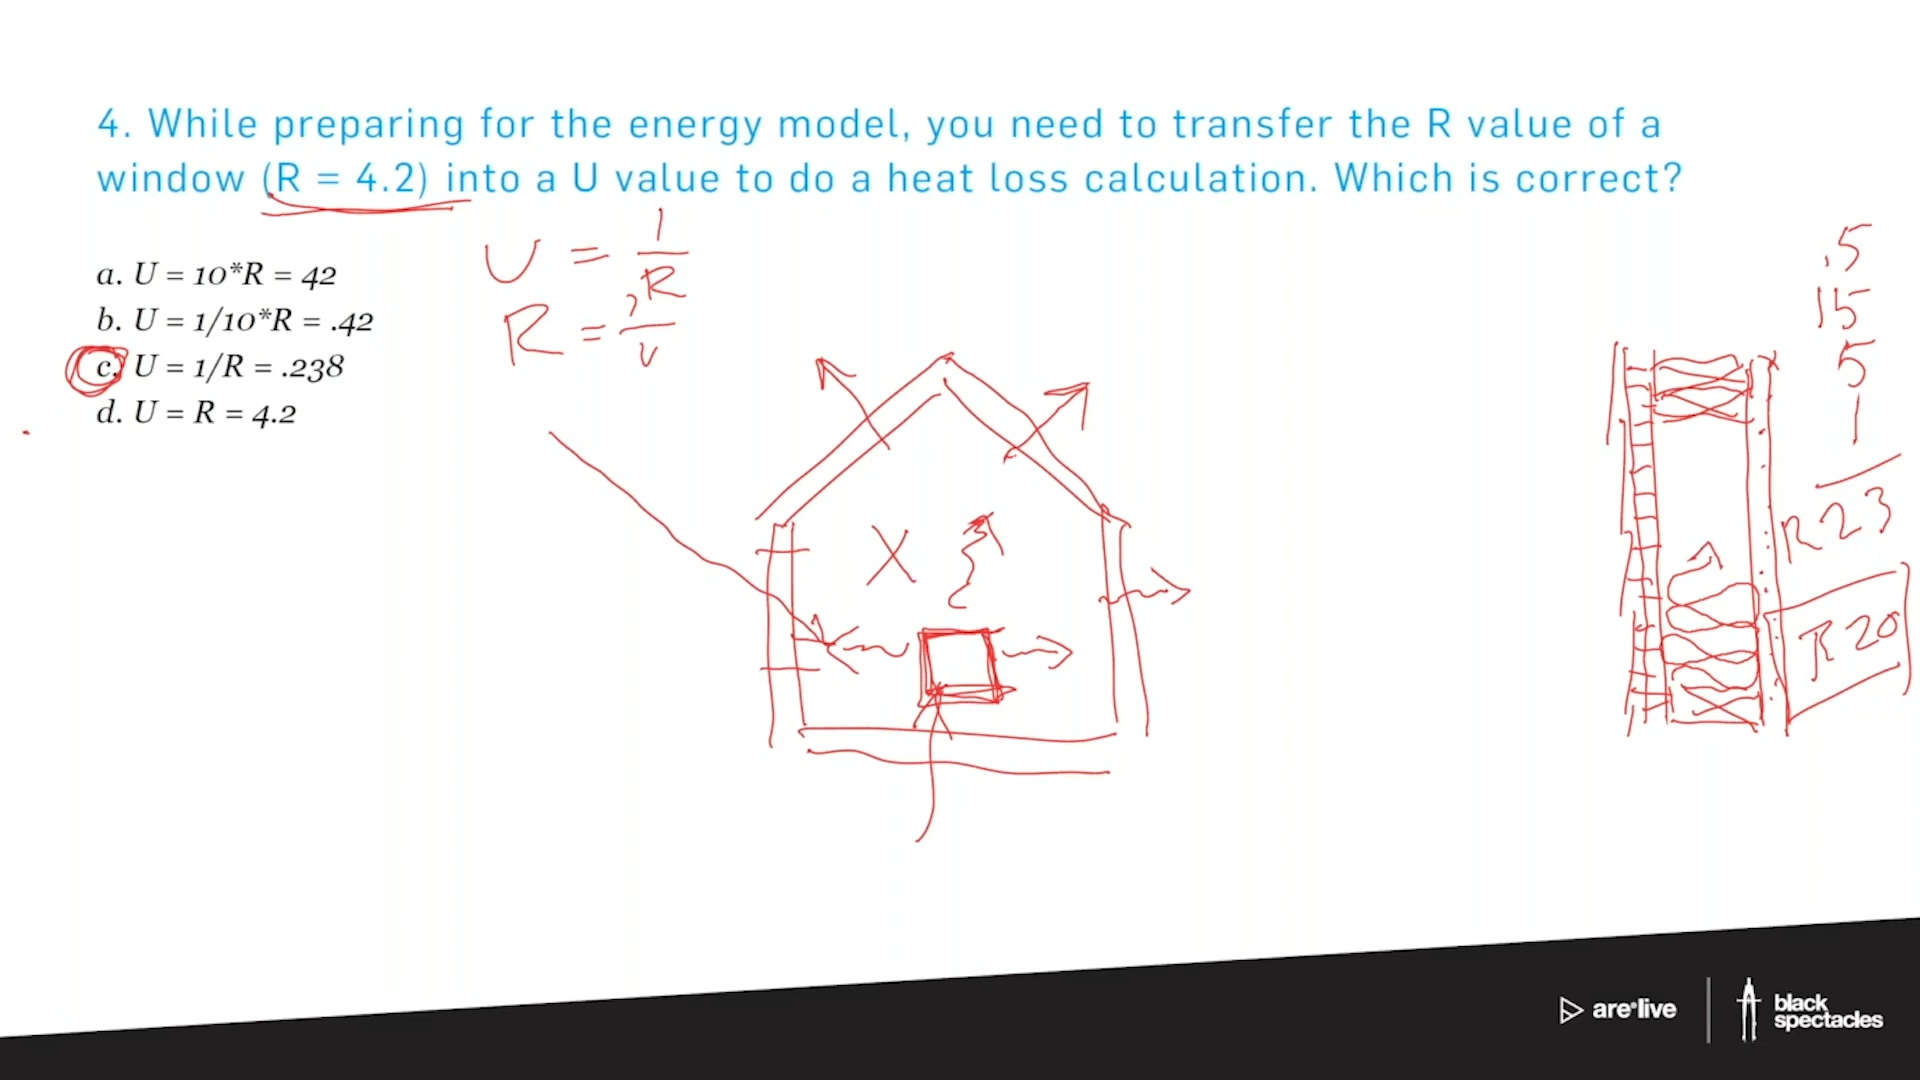 4. While preparing for the energy model, you need to transfer the R value of a
window (R = 4.2) into a U value to do a heat loss calculation. Which is correct?
a. U = 10*R = 42
b. U = 1/10*R = .42
c. U = 1/R = .238
d. U = R = 4.2
U = 1/R
R = 1/U
X
.5
15
5
1
R23
R20
are live
black
spectacles